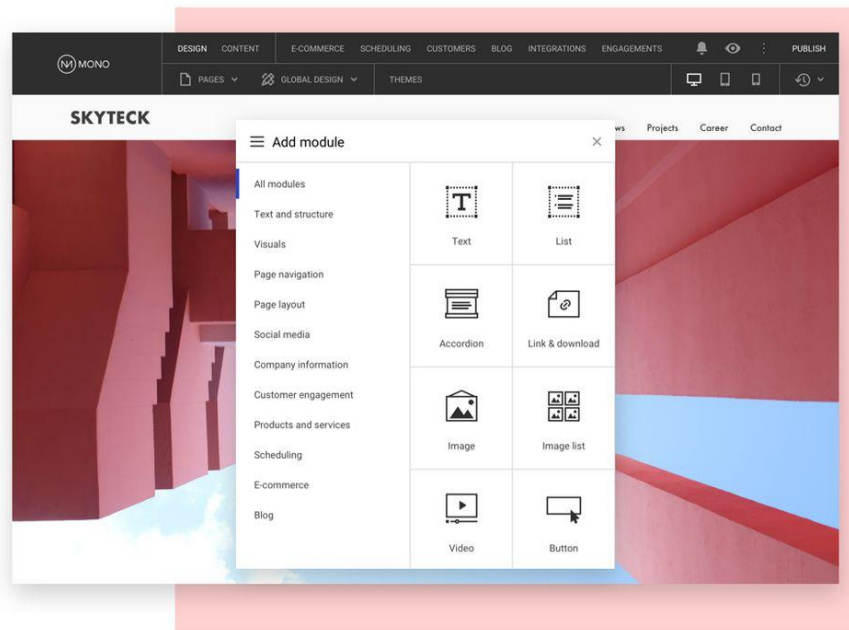 MONO
DESIGN CONTENT E-COMMERCE SCHEDULING CUSTOMERS BLOG INTEGRATIONS ENGAGEMENTS PUBLISH
PAGES GLOBAL DESIGN THEMES
SKYTECK
Projects Career Contact
Add module
All modules
Text and structure
Visuals
Page navigation
Page layout
Social media
Company information
Customer engagement
Products and services
Scheduling
E-commerce
Blog
Text List
Accordion Link & download
Image Image list
Video Button